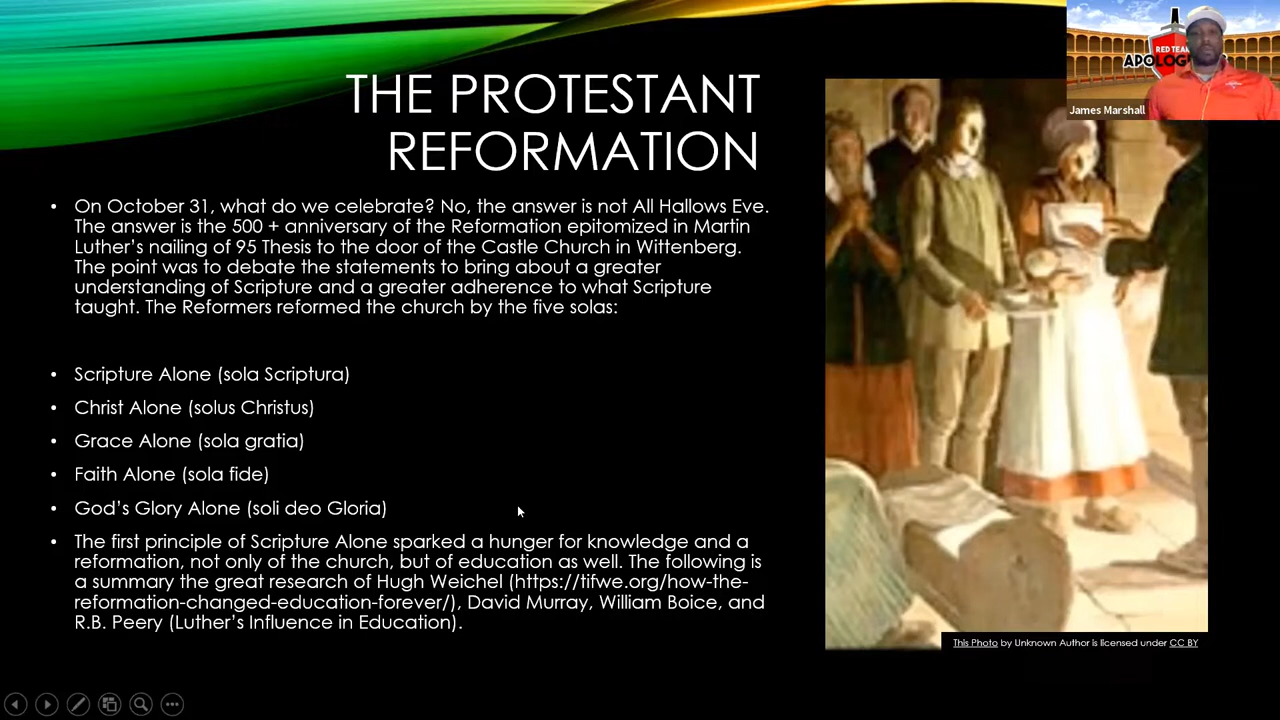 RED TEAM
James Marshall
THE PROTESTANT
REFORMATION
• On October 31, what do we celebrate? No, the answer is not All Hallows Eve.
The answer is the 500 + anniversary of the Reformation epitomized in Martin
Luther’s nailing of 95 Thesis to the door of the Castle Church in Wittenberg.
The point was to debate the statements to bring about a greater
understanding of Scripture and a greater adherence to what Scripture
taught. The Reformers reformed the church by the five solas:
• Scripture Alone (sola Scriptura)
• Christ Alone (solus Christus)
• Grace Alone (sola gratia)
• Faith Alone (sola fide)
• God’s Glory Alone (soli deo Gloria)
• The first principle of Scripture Alone sparked a hunger for knowledge and a
reformation, not only of the church, but of education as well. The following is
a summary the great research of Hugh Weichel (https://tifwe.org/how-the-
reformation-changed-education-forever/), David Murray, William Boice, and
R.B. Peery (Luther’s Influence in Education).
This Photo by Unknown Author is licensed under CC BY